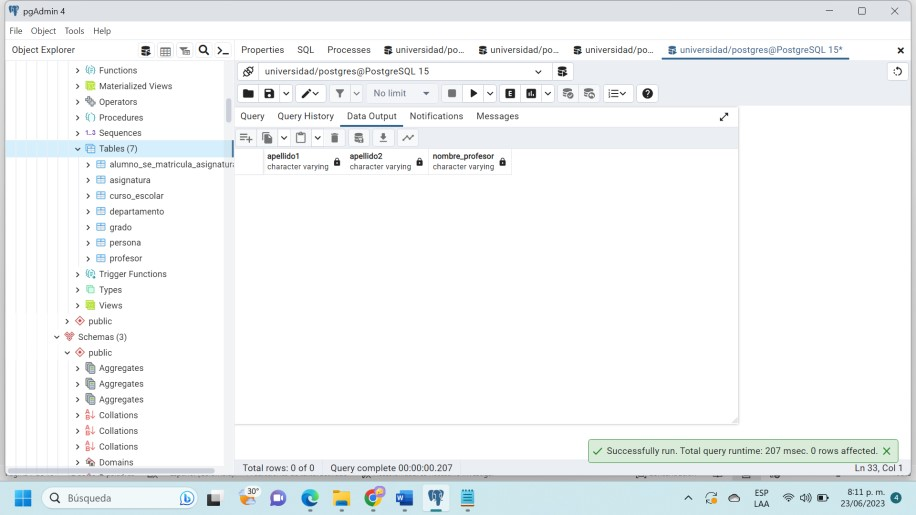 pgAdmin 4
File Object Tools Help
Object Explorer
Properties SQL Processes universidad/po... universidad/po... universidad/po... universidad/postgres@PostgreSQL 15*
universidad/postgres@PostgreSQL 15
No limit
Query Query History Data Output Notifications Messages
apellido1 apellido2 nombre_profesor
character varying character varying character varying
Functions
Materialized Views
Operators
Procedures
1..3 Sequences
Tables (7)
alumno_se_matricula_asignatura
asignatura
curso_escolar
departamento
grado
persona
profesor
Trigger Functions
Types
Views
public
Schemas (3)
public
Aggregates
Aggregates
Aggregates
Collations
Collations
Collations
Domains
Successfully run. Total query runtime: 207 msec. 0 rows affected.
Total rows: 0 of 0 Query complete 00:00:00.207 Ln 33, Col 1
Búsqueda
30°
ESP
LAA
8:11 p. m.
23/06/2023
4